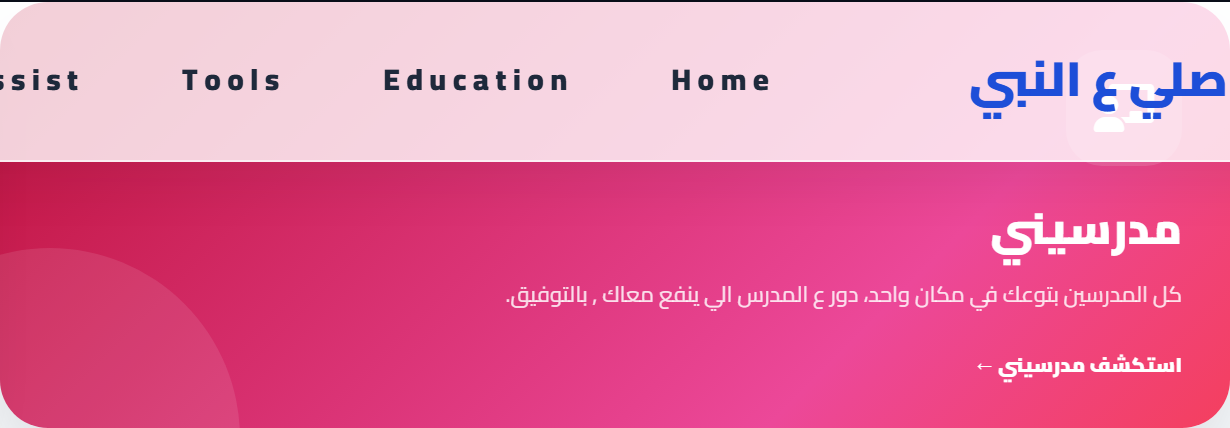 صلي ع النبي
Home Education Tools
مدرسيني
كل المدرسين بتوعك في مكان واحد، دور ع المدرس الي ينفع معاك , بالتوفيق.
استكشف مدرسيني ←